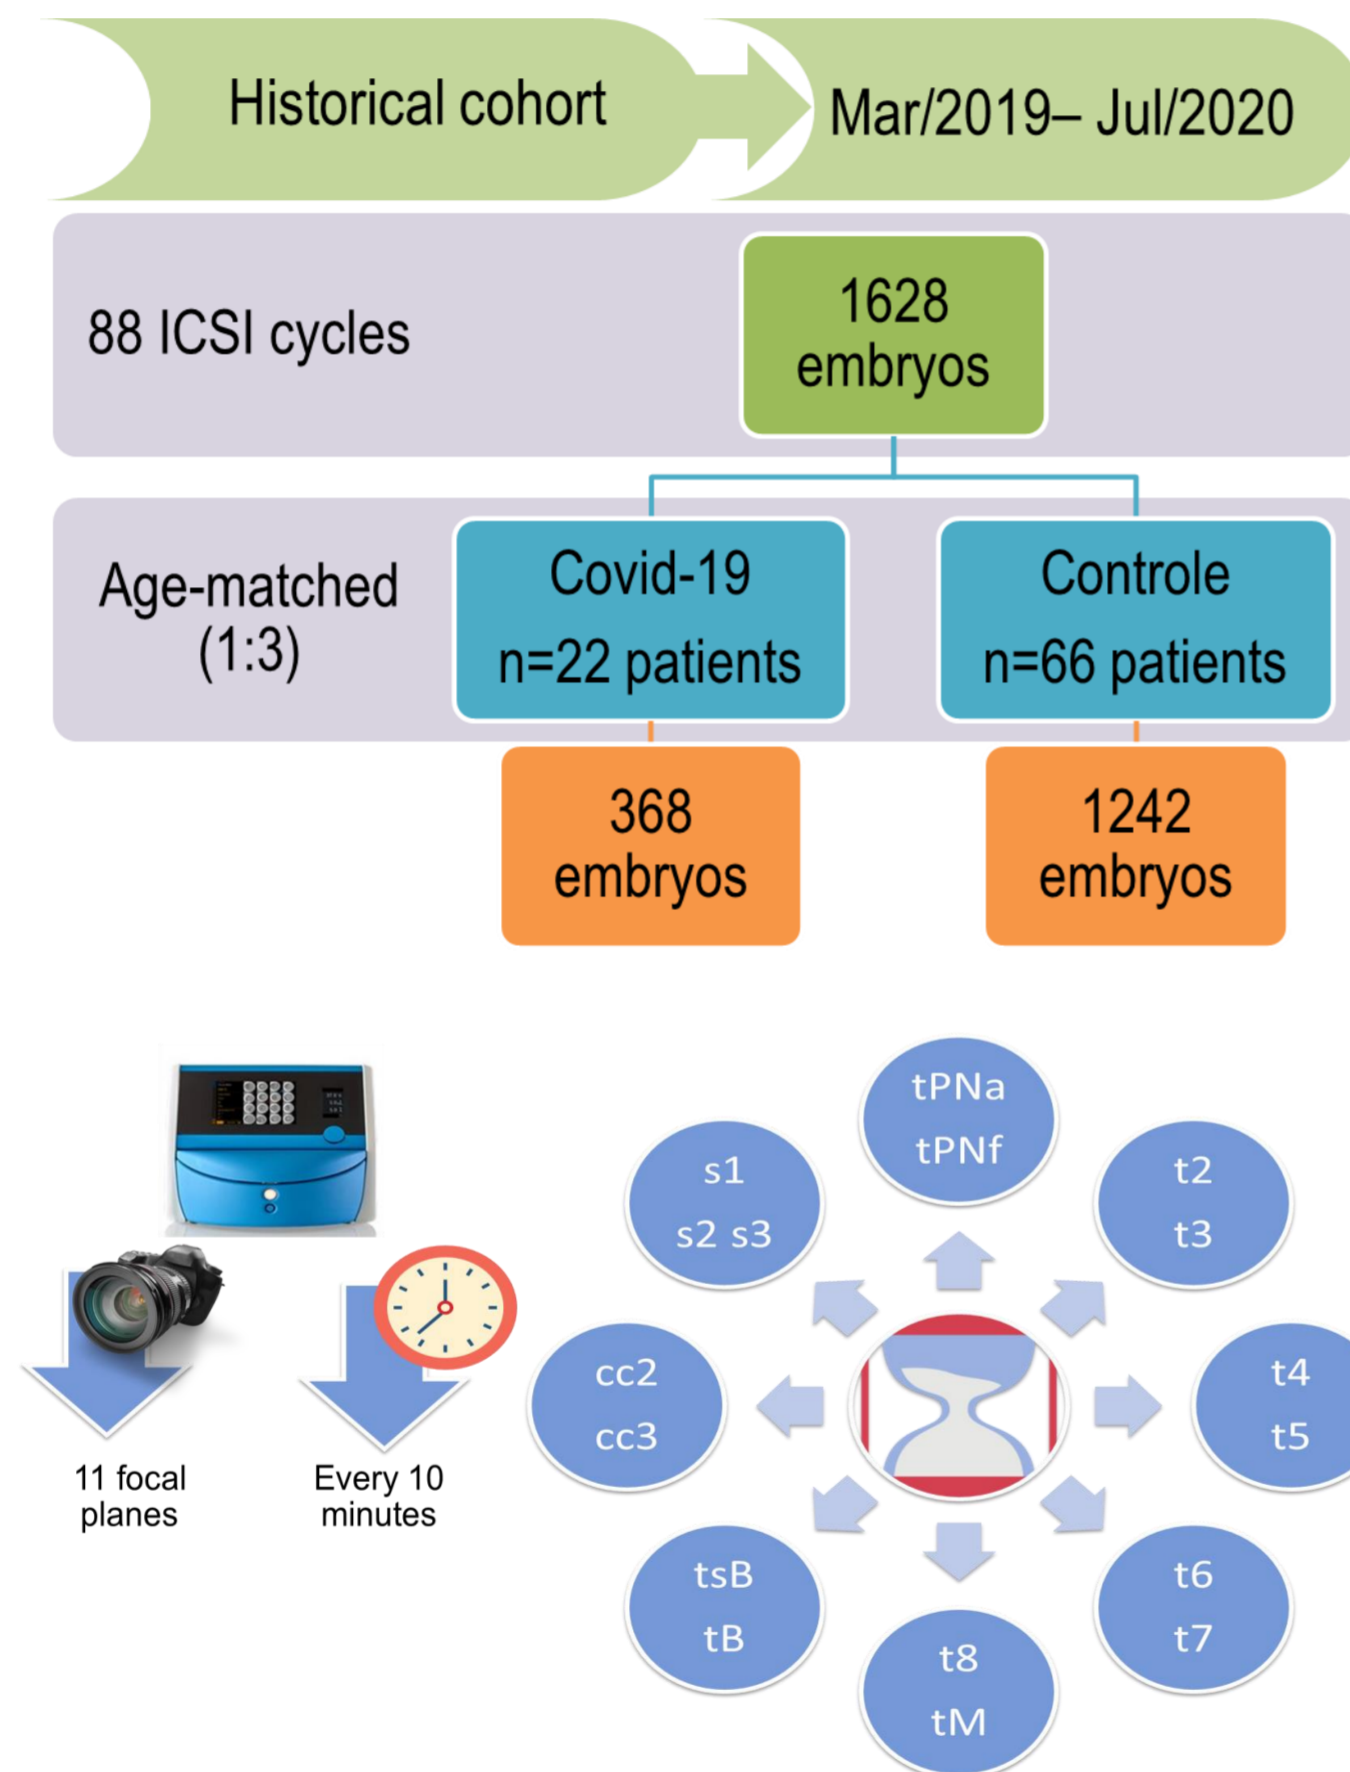 Historical cohort
Mar/2019– Jul/2020
88 ICSI cycles
1628
embryos
Age-matched
(1:3)
Covid-19
n=22 patients
Controle
n=66 patients
368
embryos
1242
embryos
11 focal
planes
Every 10
minutes
tPNa
tPNf
t2
t3
t4
t5
t6
t7
t8
tM
tsB
tB
cc2
cc3
s1
s2 s3